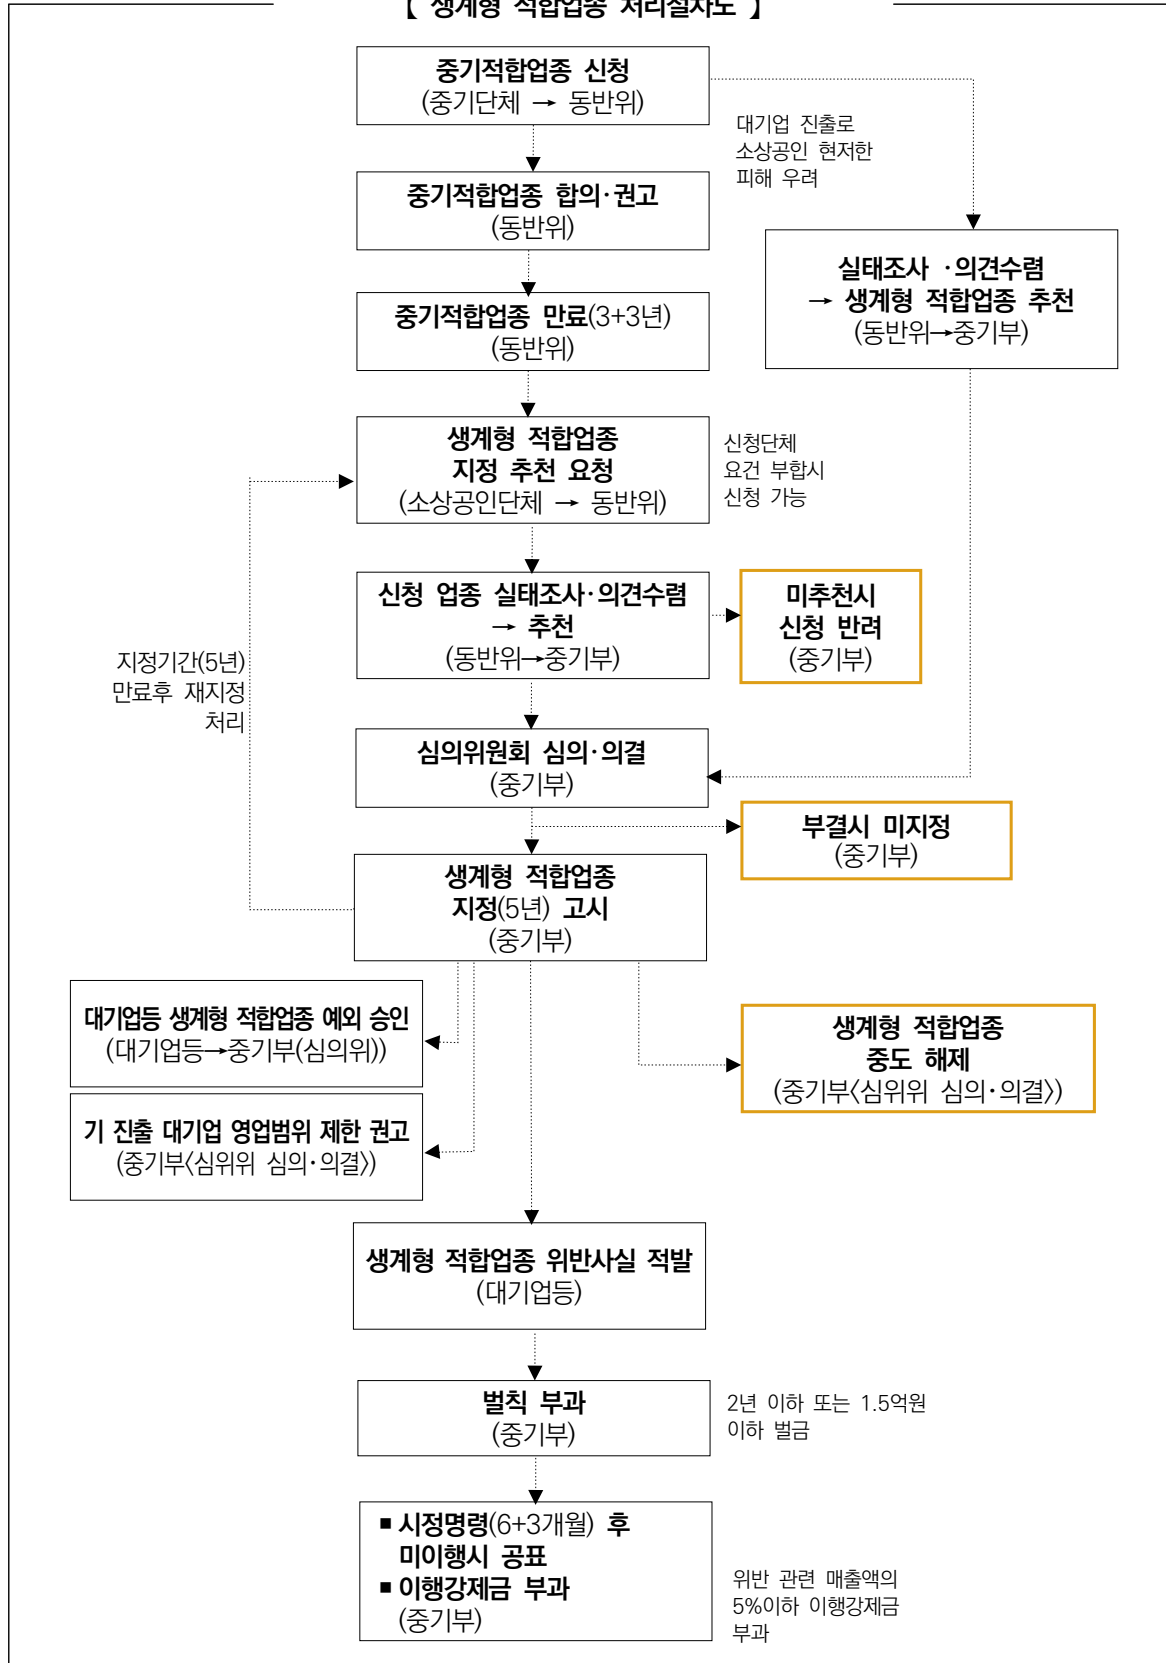 【 생계형 적합업종 처리절차도 】
중기적합업종 신청
(중기단체 → 동반위)
대기업 진출로
소상공인 현저한
피해 우려
중기적합업종 합의·권고
(동반위)
실태조사 ·의견수렴
→ 생계형 적합업종 추천
(동반위→중기부)
중기적합업종 만료(3+3년)
(동반위)
생계형 적합업종
지정 추천 요청
(소상공인단체 → 동반위)
신청단체
요건 부합시
신청 가능
신청 업종 실태조사·의견수렴
→ 추천
(동반위→중기부)
미추천시
신청 반려
(중기부)
지정기간(5년)
만료후 재지정
처리
심의위원회 심의·의결
(중기부)
부결시 미지정
(중기부)
생계형 적합업종
지정(5년) 고시
(중기부)
대기업등 생계형 적합업종 예외 승인
(대기업등→중기부(심의위))
생계형 적합업종
중도 해제
(중기부〈심위위 심의·의결〉)
기 진출 대기업 영업범위 제한 권고
(중기부〈심위위 심의·의결〉)
생계형 적합업종 위반사실 적발
(대기업등)
벌칙 부과
(중기부)
2년 이하 또는 1.5억원
이하 벌금
■ 시정명령(6+3개월) 후
미이행시 공표
■ 이행강제금 부과
(중기부)
위반 관련 매출액의
5%이하 이행강제금
부과